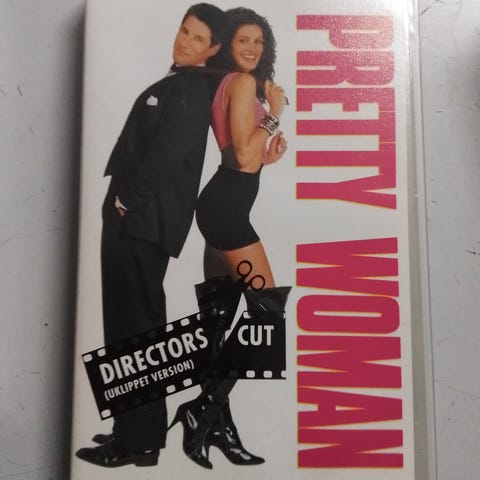 PRETTY WOMAN
DIRECTORS CUT
(UKLIPPET VERSION)